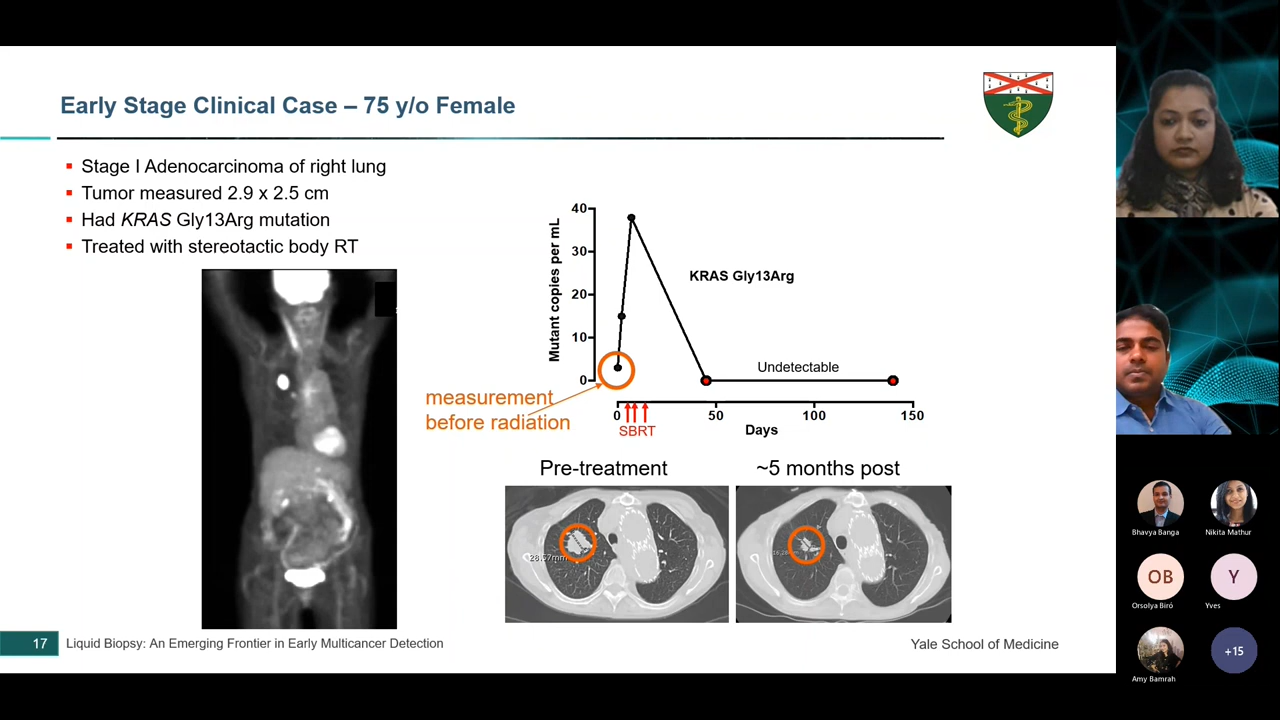 Early Stage Clinical Case – 75 y/o Female
Stage I Adenocarcinoma of right lung
Tumor measured 2.9 x 2.5 cm
Had KRAS Gly13Arg mutation
Treated with stereotactic body RT
Mutant copies per mL
40
30
20
10
0
KRAS Gly13Arg
Undetectable
measurement
before radiation
0 50 100 150
SBRT
Days
Pre-treatment
28.57mm
~5 months post
17 Liquid Biopsy: An Emerging Frontier in Early Multicancer Detection
Yale School of Medicine
Bhavya Banga
Nikita Mathur
OB
Orsolya Biró
Y
Yves
Amy Bamrah
+15